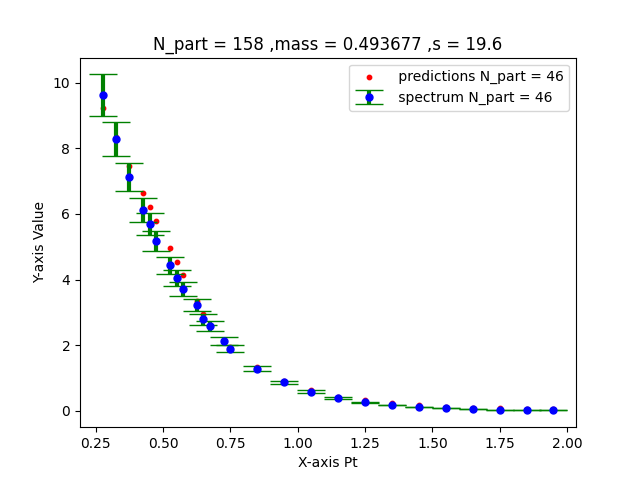 N_part = 158 ,mass = 0.493677 ,s = 19.6
predictions N_part = 46
spectrum N_part = 46
Y-axis Value
10
8
6
4
2
0
0.25 0.50 0.75 1.00 1.25 1.50 1.75 2.00
X-axis Pt